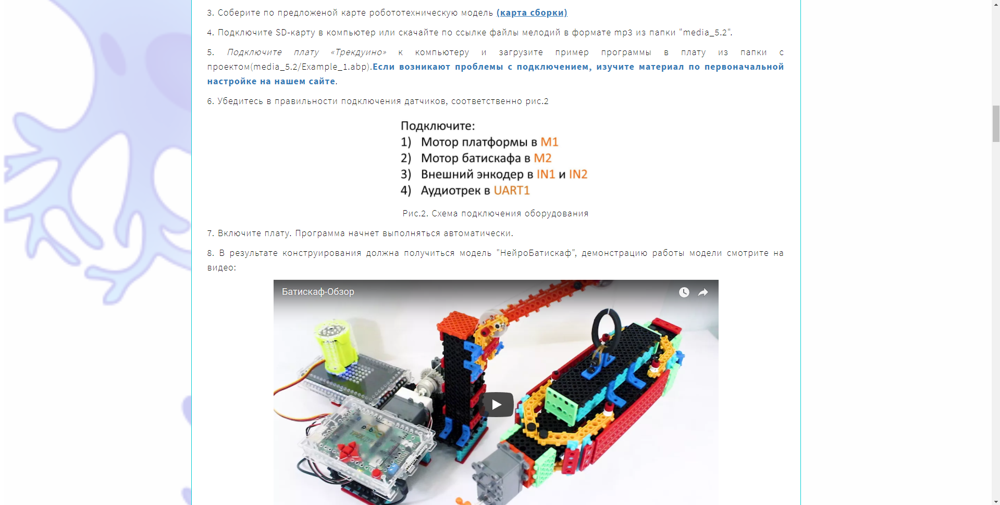 3. Соберите по предложеной карте робототехническую модель (карта сборки)
4. Подключите SD-карту в компьютер или скачайте по ссылке файлы мелодий в формате mp3 из папки "media_5.2".
5. Подключите плату «Трекдуино» к компьютеру и загрузите пример программы в плату из папки с
проектом(media_5.2/Example_1.abp).Если возникают проблемы с подключением, изучите материал по первоначальной
настройке на нашем сайте.
6. Убедитесь в правильности подключения датчиков, соответственно рис.2
Подключите:
1) Мотор платформы в M1
2) Мотор батискафа в M2
3) Внешний энкодер в IN1 и IN2
4) Аудиотрек в UART1
Рис.2. Схема подключения оборудования
7. Включите плату. Программа начнет выполняться автоматически.
8. В результате конструирования должна получиться модель "НейроБатискаф", демонстрацию работы модели смотрите на
видео:
Батискаф-Обзор